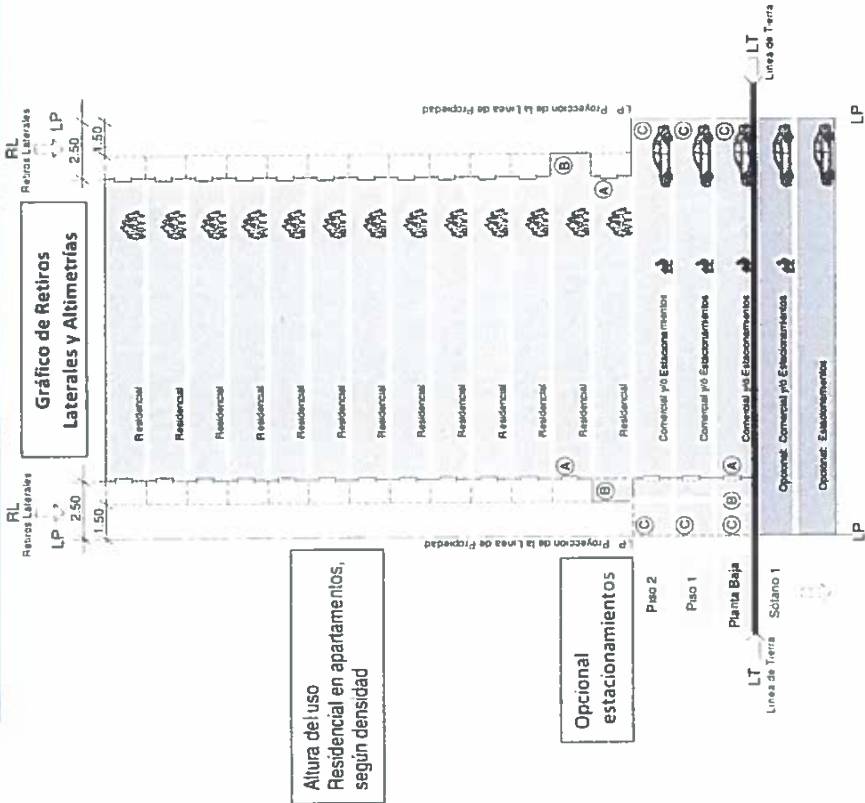 Gráfico de Retiros
Laterales y Altimetrías
RL
Retiros Laterales
LP
2.50
1.50
RL
Retiros Laterales
LP
2.50
1.50
Residencial
Residencial
Residencial
Residencial
Residencial
Residencial
Residencial
Residencial
Residencial
Residencial
Residencial
Residencial
Residencial
LP Proyección de la Línea de Propiedad
LP Proyección de la Línea de Propiedad
A
B
B
A
Altura del uso
Residencial en apartamentos,
según densidad
Opcional
estacionamientos
Piso 2
C
Comercial y/ó Estacionamientos
C
Piso 1
C
Comercial y/ó Estacionamientos
C
Planta Baja
C
B
A
Comercial y/ó Estacionamientos
C
LT
Línea de Tierra
LT
Línea de Tierra
Sótano 1
Opcional: Comercial y/ó Estacionamientos
Opcional: Estacionamientos
LP
LP